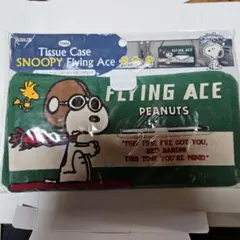 PEANUTS
Tissue Case
SNOOPY Flying Ace
FLYING ACE
PEANUTS
"THIS TIME I'VE GOT YOU,
RED BARON!
THIS TIME YOU'RE MINE!"